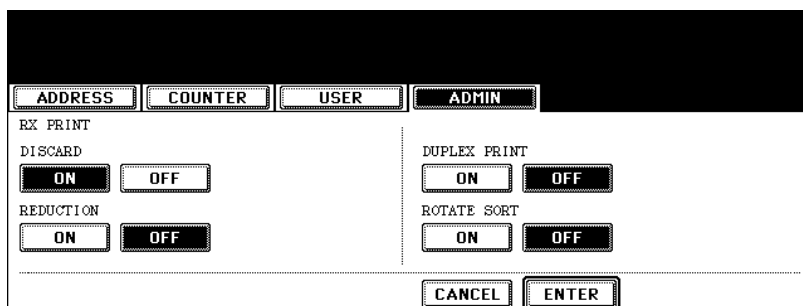 ADDRESS COUNTER USER ADMIN
RX PRINT
DISCARD
ON OFF
REDUCTION
ON OFF
DUPLEX PRINT
ON OFF
ROTATE SORT
ON OFF
CANCEL ENTER